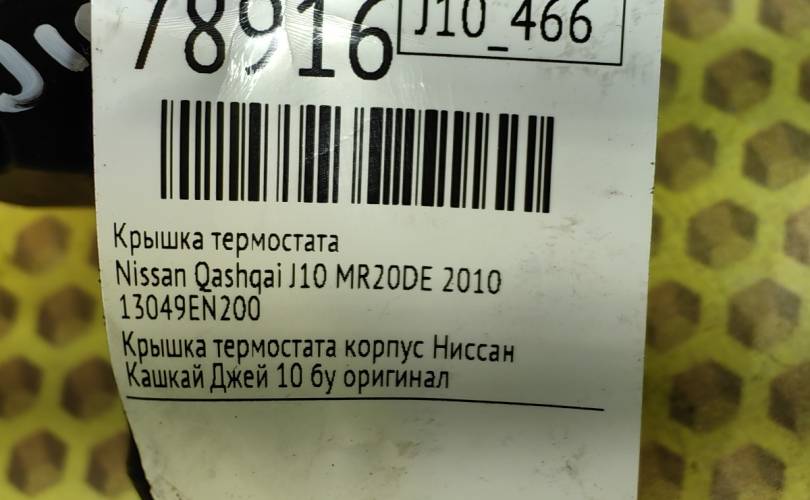 78916
J10_466
Крышка термостата
Nissan Qashqai J10 MR20DE 2010
13049EN200
Крышка термостата корпус Ниссан
Кашкай Джей 10 бу оригинал